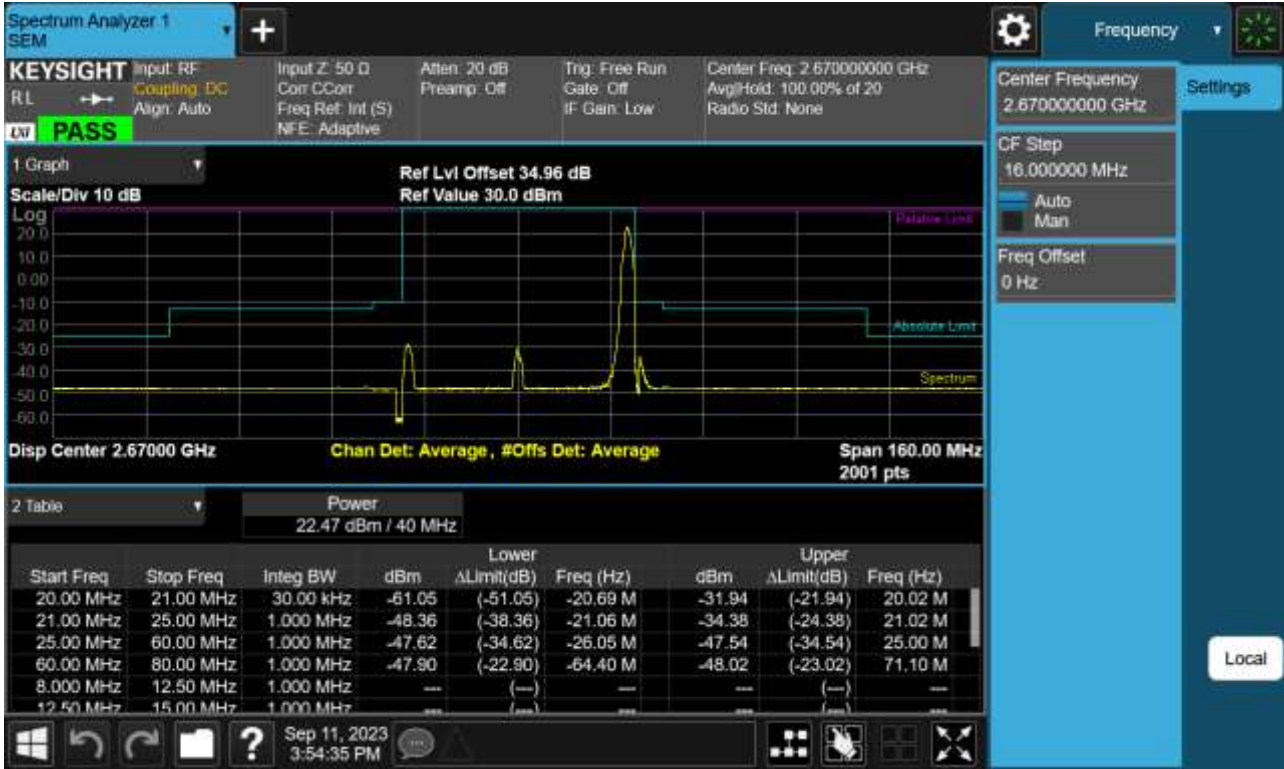 Spectrum Analyzer 1
SEM
Frequency
KEYSIGHT
RL
LXI
PASS
Input: RF
Coupling: DC
Align: Auto
Input Z: 50 Ω
Corr CCorr
Freq Ref: Int (S)
NFE: Adaptive
Atten: 20 dB
Preamp: Off
Trig: Free Run
Gate: Off
IF Gain: Low
Center Freq: 2.670000000 GHz
Avg|Hold: 100.00% of 20
Radio Std: None
Center Frequency
2.670000000 GHz
Settings
CF Step
16.000000 MHz
Auto
Man
Freq Offset
0 Hz
Local
1 Graph
Scale/Div 10 dB
Ref Lvl Offset 34.96 dB
Ref Value 30.0 dBm
Log
20.0
10.0
0.00
-10.0
-20.0
-30.0
-40.0
-50.0
-60.0
Relative Limit
Absolute Limit
Spectrum
Disp Center 2.67000 GHz
Chan Det: Average , #Offs Det: Average
Span 160.00 MHz
2001 pts
2 Table
Power
22.47 dBm / 40 MHz
Lower Upper
Start Freq Stop Freq Integ BW dBm ΔLimit(dB) Freq (Hz) dBm ΔLimit(dB) Freq (Hz)
20.00 MHz 21.00 MHz 30.00 kHz -61.05 (-51.05) -20.69 M -31.94 (-21.94) 20.02 M
21.00 MHz 25.00 MHz 1.000 MHz -48.36 (-38.36) -21.06 M -34.38 (-24.38) 21.02 M
25.00 MHz 60.00 MHz 1.000 MHz -47.62 (-34.62) -26.05 M -47.54 (-34.54) 25.00 M
60.00 MHz 80.00 MHz 1.000 MHz -47.90 (-22.90) -64.40 M -48.02 (-23.02) 71.10 M
8.000 MHz 12.50 MHz 1.000 MHz --- (---) --- --- (---) ---
12.50 MHz 15.00 MHz 1.000 MHz --- (---) --- --- (---) ---
Sep 11, 2023
3:54:35 PM